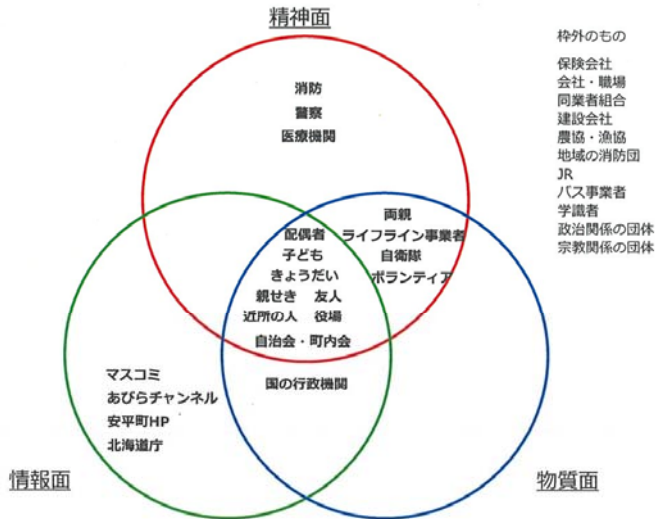 精神面
消防
警察
医療機関
両親
ライフライン事業者
自衛隊
ボランティア
配偶者
子ども
きょうだい
親せき 友人
近所の人 役場
自治会・町内会
国の行政機関
マスコミ
あびらチャンネル
安平町HP
北海道庁
情報面
物質面
枠外のもの
保険会社
会社・職場
同業者組合
建設会社
農協・漁協
地域の消防団
JR
バス事業者
学識者
政治関係の団体
宗教関係の団体